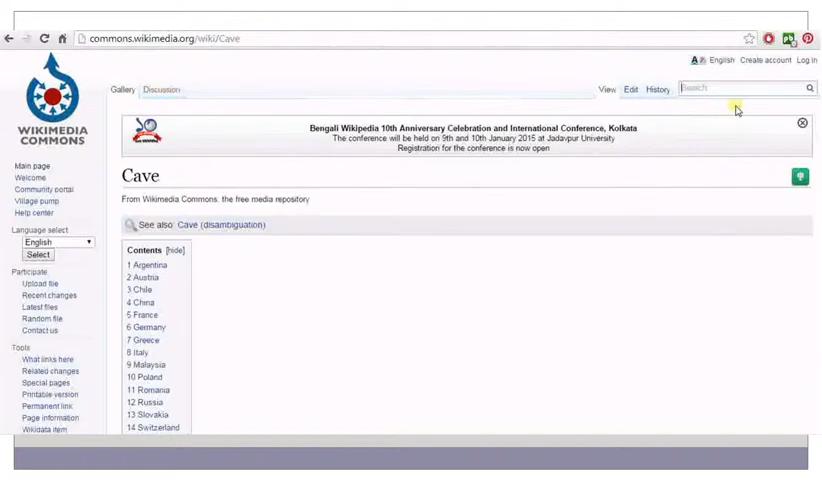 commons.wikimedia.org/wiki/Cave
English Create account Log in
Gallery Discussion View Edit History Search
WIKIMEDIA
COMMONS
Bengali Wikipedia 10th Anniversary Celebration and International Conference, Kolkata
The conference will be held on 9th and 10th January 2015 at Jadavpur University
Registration for the conference is now open
Main page
Welcome
Community portal
Village pump
Help center
Language select
English
Select
Participate
Upload file
Recent changes
Latest files
Random file
Contact us
Tools
What links here
Related changes
Special pages
Printable version
Permanent link
Page information
Wikidata item
Cave
From Wikimedia Commons, the free media repository
See also: Cave (disambiguation)
Contents [hide]
1 Argentina
2 Austria
3 Chile
4 China
5 France
6 Germany
7 Greece
8 Italy
9 Malaysia
10 Poland
11 Romania
12 Russia
13 Slovakia
14 Switzerland